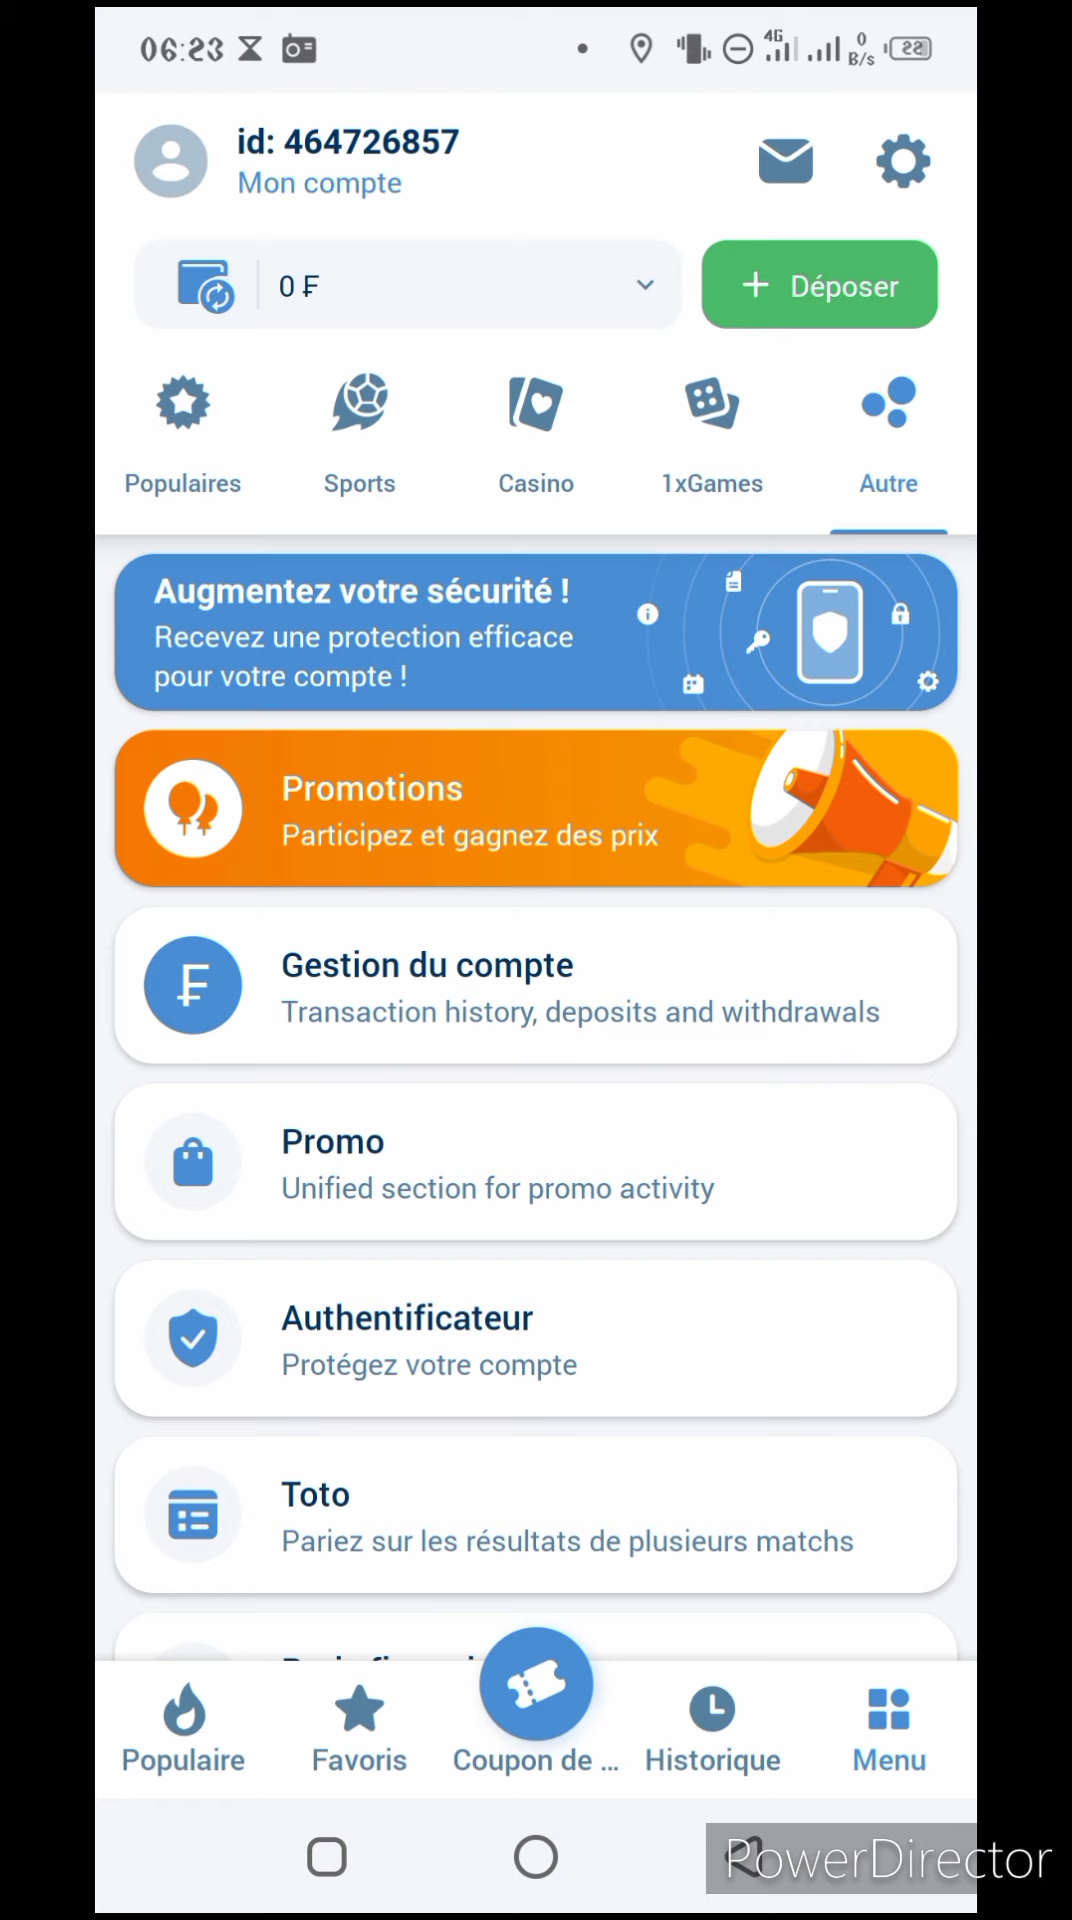 06:23
4G
0
B/s
22
id: 464726857
Mon compte
0 ₣
+ Déposer
Populaires
Sports
Casino
1xGames
Autre
Augmentez votre sécurité !
Recevez une protection efficace
pour votre compte !
Promotions
Participez et gagnez des prix
₣
Gestion du compte
Transaction history, deposits and withdrawals
Promo
Unified section for promo activity
Authentificateur
Protégez votre compte
Toto
Pariez sur les résultats de plusieurs matchs
Populaire
Favoris
Coupon de ...
Historique
Menu
PowerDirector